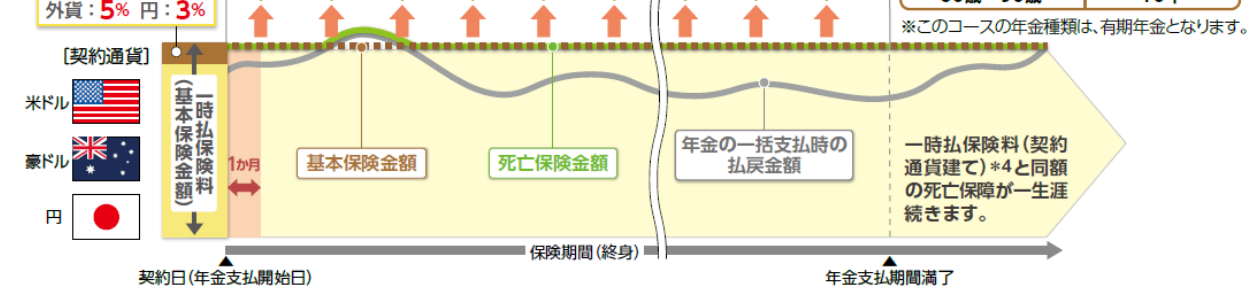 外貨：5% 円：3%
※このコースの年金種類は、有期年金となります。
[契約通貨]
米ドル
豪ドル
円
一時払保険料
(基本保険金額)
1か月
基本保険金額
死亡保険金額
年金の一括支払時の
払戻金額
一時払保険料(契約
通貨建て)*4と同額
の死亡保障が一生涯
続きます。
保険期間(終身)
契約日(年金支払開始日)
年金支払期間満了